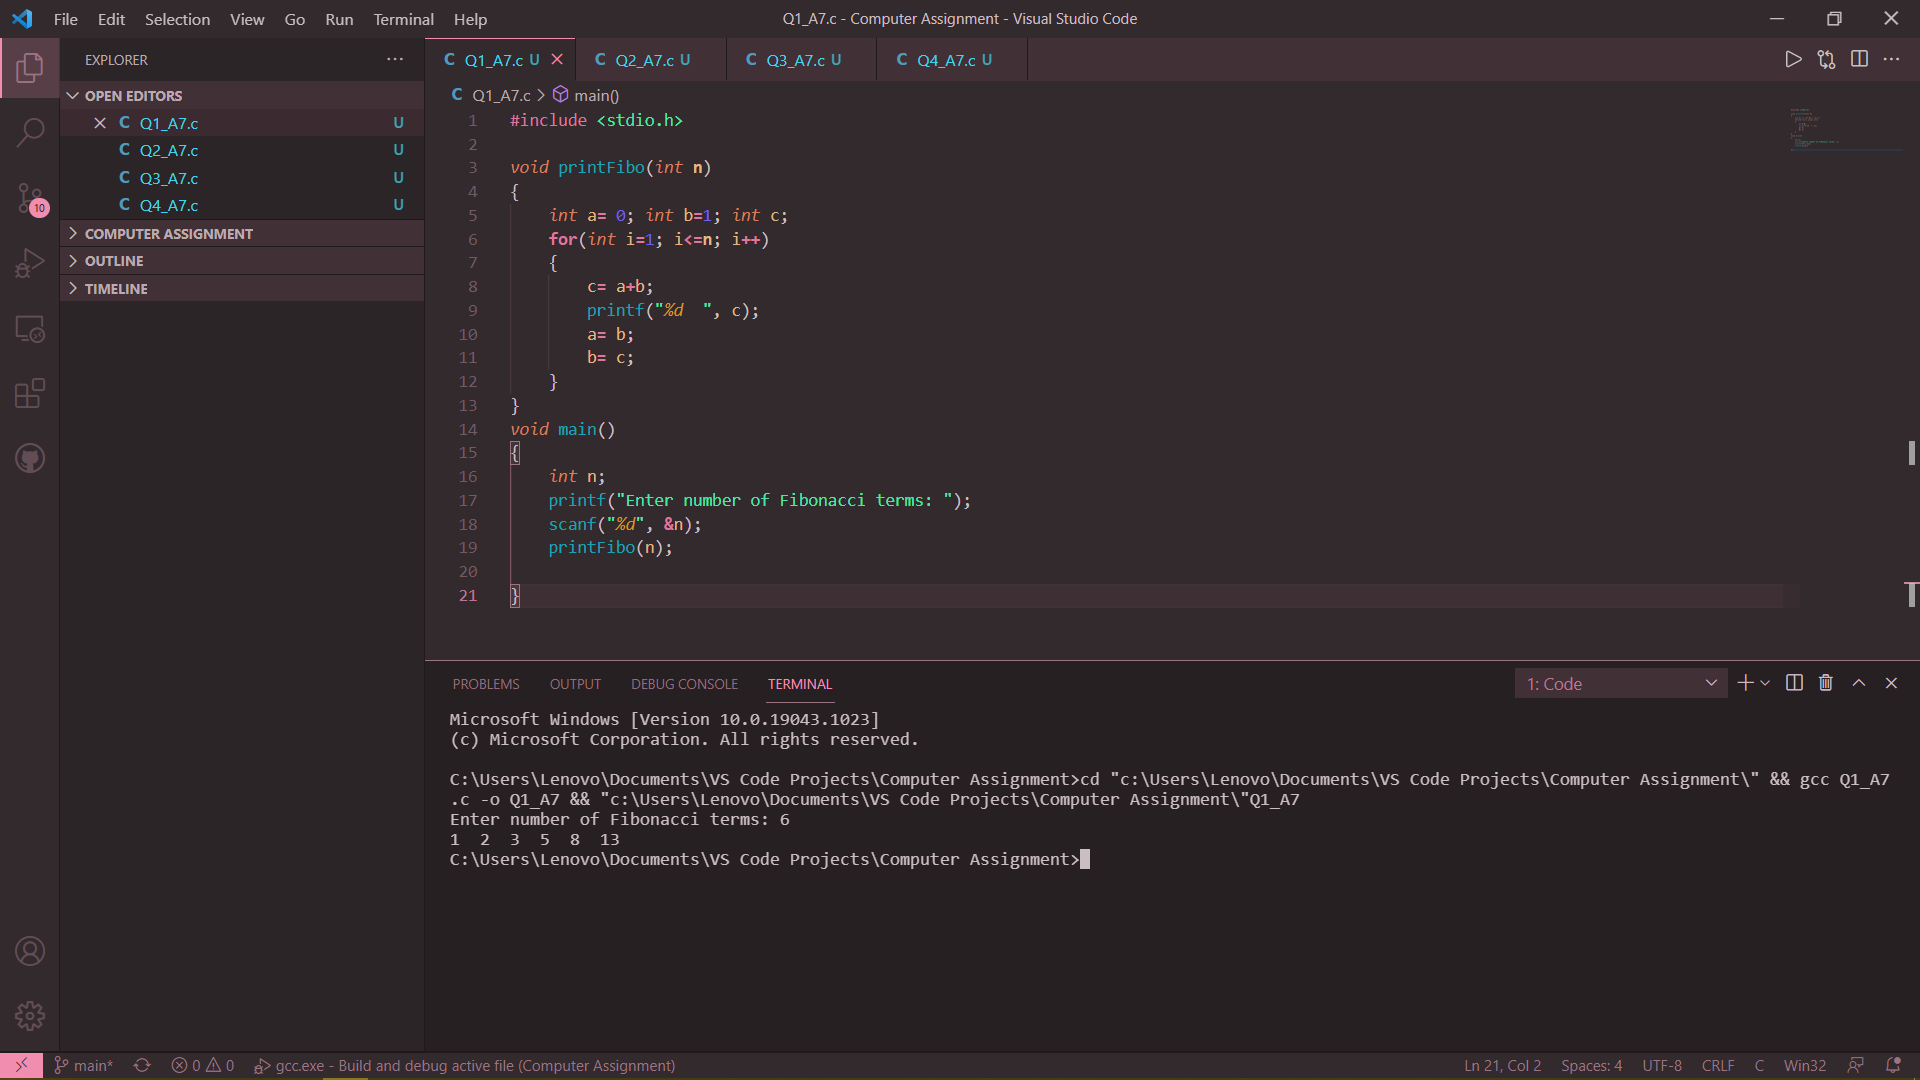 File Edit Selection View Go Run Terminal Help
Q1_A7.c - Computer Assignment - Visual Studio Code
EXPLORER
OPEN EDITORS
Q1_A7.c U
Q2_A7.c U
Q3_A7.c U
Q4_A7.c U
COMPUTER ASSIGNMENT
OUTLINE
TIMELINE
10
C Q1_A7.c U
C Q2_A7.c U
C Q3_A7.c U
C Q4_A7.c U
C Q1_A7.c > main()
1 #include <stdio.h>
2
3 void printFibo(int n)
4 {
5     int a= 0; int b=1; int c;
6     for(int i=1; i<=n; i++)
7     {
8         c= a+b;
9         printf("%d  ", c);
10         a= b;
11         b= c;
12     }
13 }
14 void main()
15 {
16     int n;
17     printf("Enter number of Fibonacci terms: ");
18     scanf("%d", &n);
19     printFibo(n);
20
21 }
PROBLEMS OUTPUT DEBUG CONSOLE TERMINAL
1: Code
Microsoft Windows [Version 10.0.19043.1023]
(c) Microsoft Corporation. All rights reserved.
C:\Users\Lenovo\Documents\VS Code Projects\Computer Assignment>cd "c:\Users\Lenovo\Documents\VS Code Projects\Computer Assignment\" && gcc Q1_A7
.c -o Q1_A7 && "c:\Users\Lenovo\Documents\VS Code Projects\Computer Assignment\"Q1_A7
Enter number of Fibonacci terms: 6
1  2  3  5  8  13
C:\Users\Lenovo\Documents\VS Code Projects\Computer Assignment>
main* 0 0 gcc.exe - Build and debug active file (Computer Assignment)
Ln 21, Col 2 Spaces: 4 UTF-8 CRLF C Win32